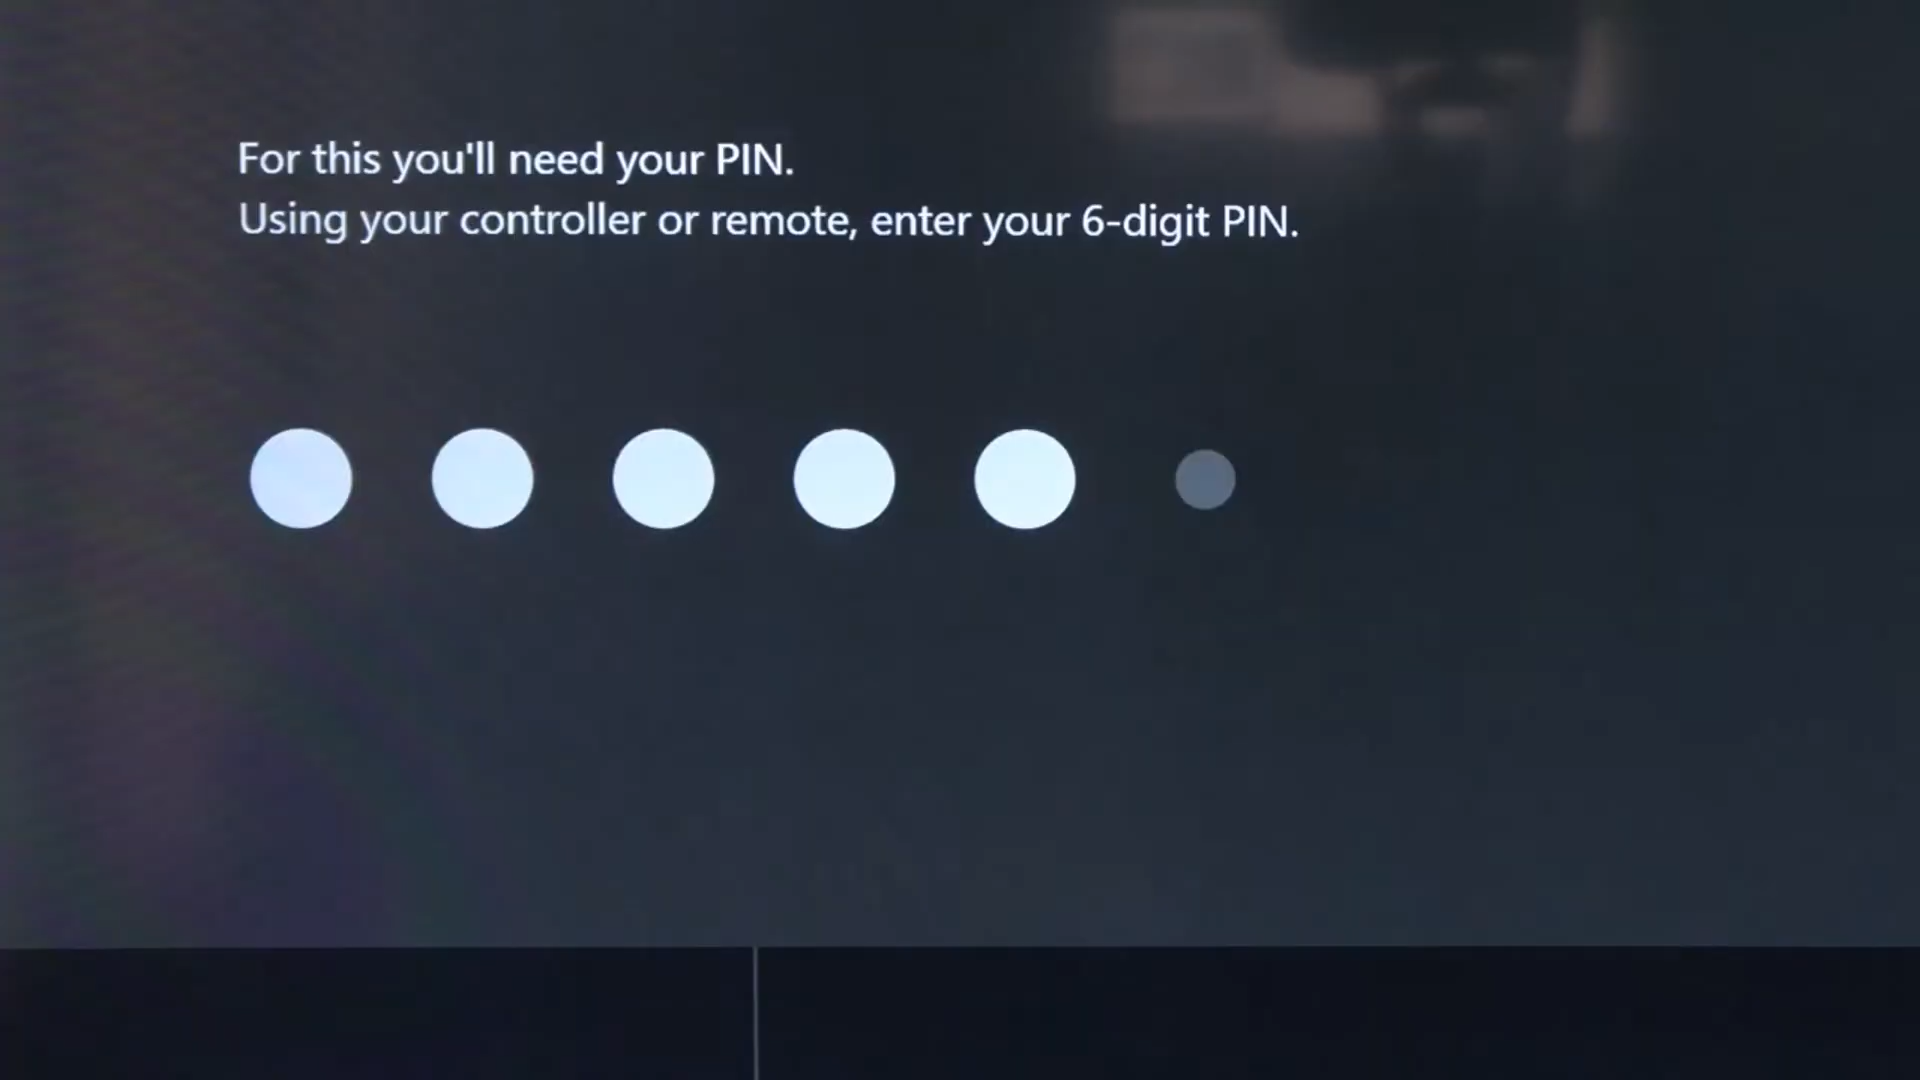 For this you'll need your PIN.
Using your controller or remote, enter your 6-digit PIN.